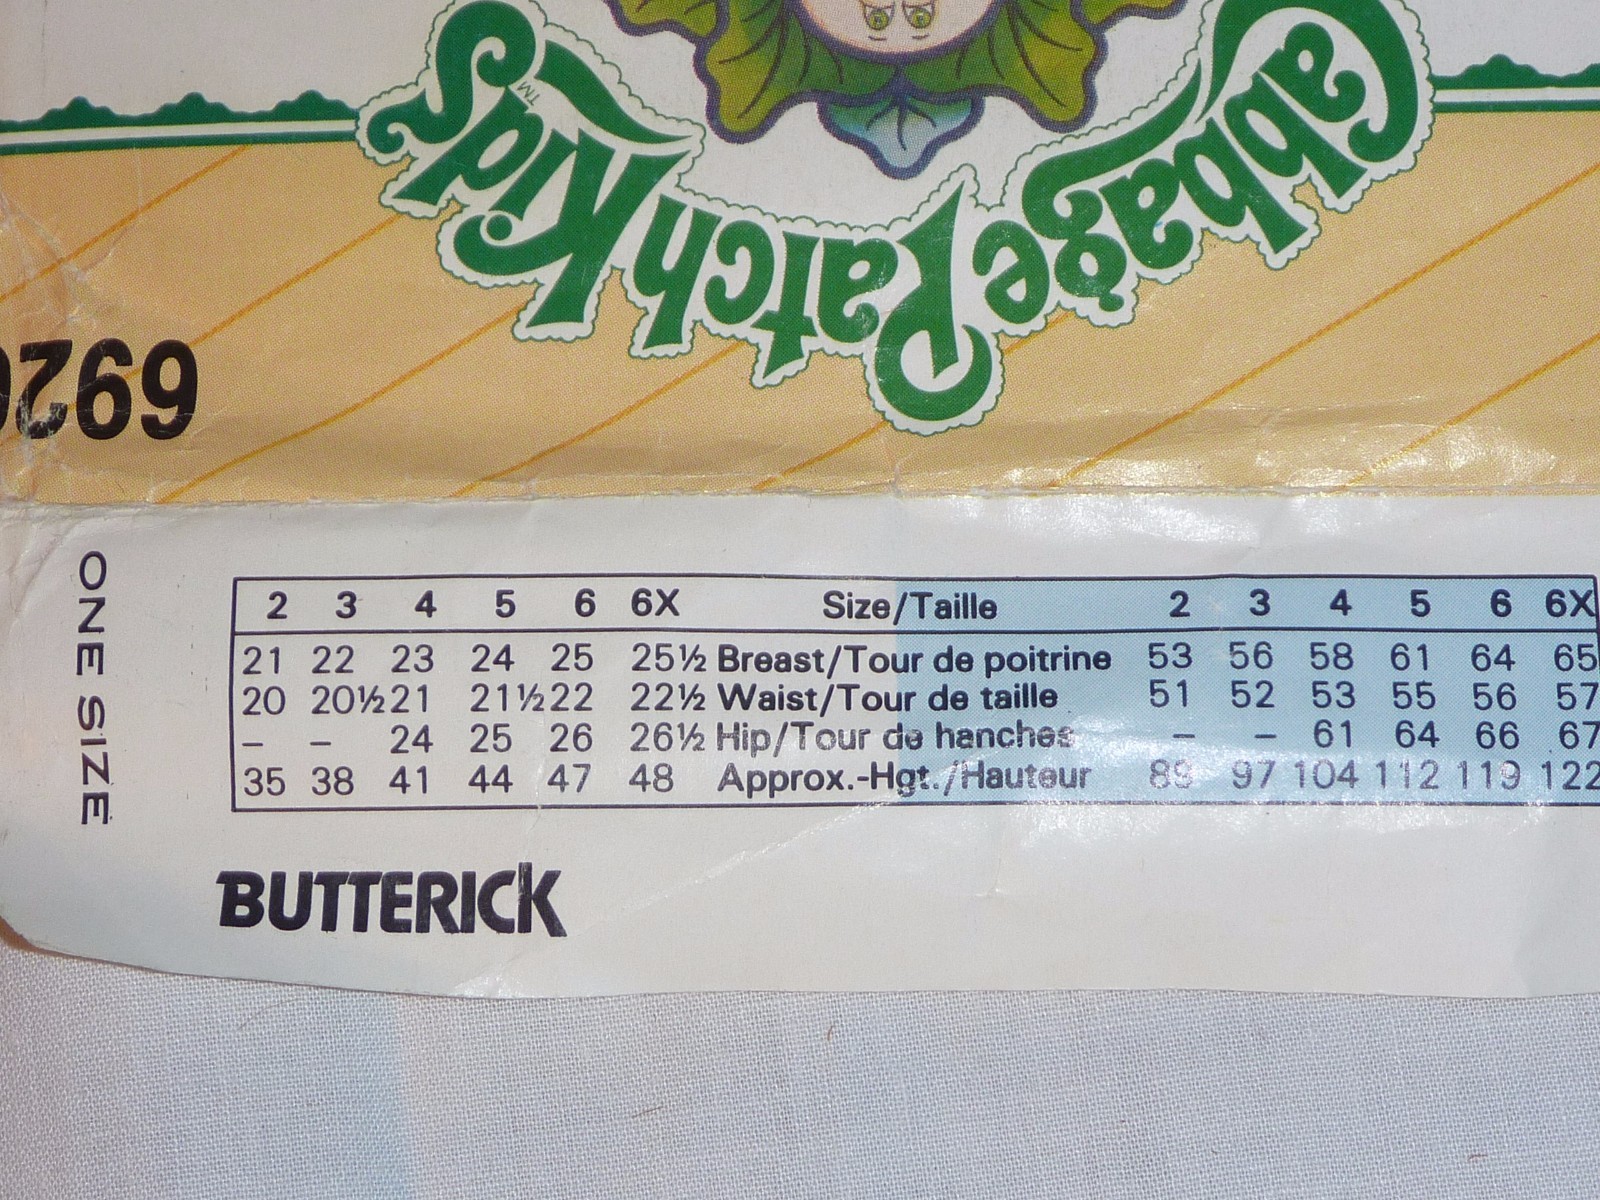 Cabbage Patch Kids™
692
ONE SIZE
2 3 4 5 6 6X Size/Taille 2 3 4 5 6 6X
21 22 23 24 25 25½ Breast/Tour de poitrine 53 56 58 61 64 65
20 20½ 21 21½ 22 22½ Waist/Tour de taille 51 52 53 55 56 57
– – 24 25 26 26½ Hip/Tour de hanches – – 61 64 66 67
35 38 41 44 47 48 Approx.-Hgt./Hauteur 89 97 104 112 119 122
BUTTERICK